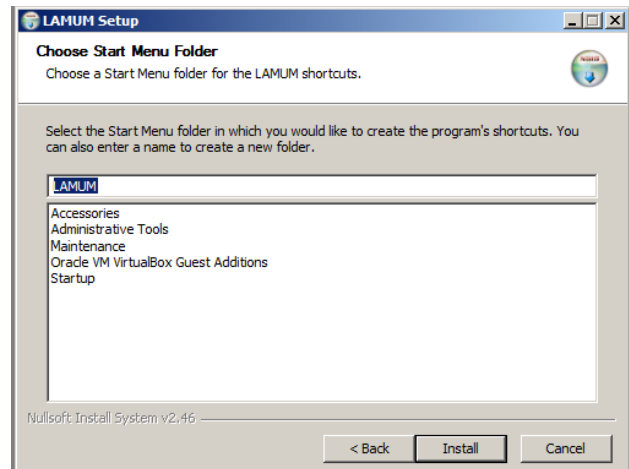 LAMUM Setup
Choose Start Menu Folder
Choose a Start Menu folder for the LAMUM shortcuts.
Select the Start Menu folder in which you would like to create the program's shortcuts. You
can also enter a name to create a new folder.
LAMUM
Accessories
Administrative Tools
Maintenance
Oracle VM VirtualBox Guest Additions
Startup
Nullsoft Install System v2.46
< Back Install Cancel